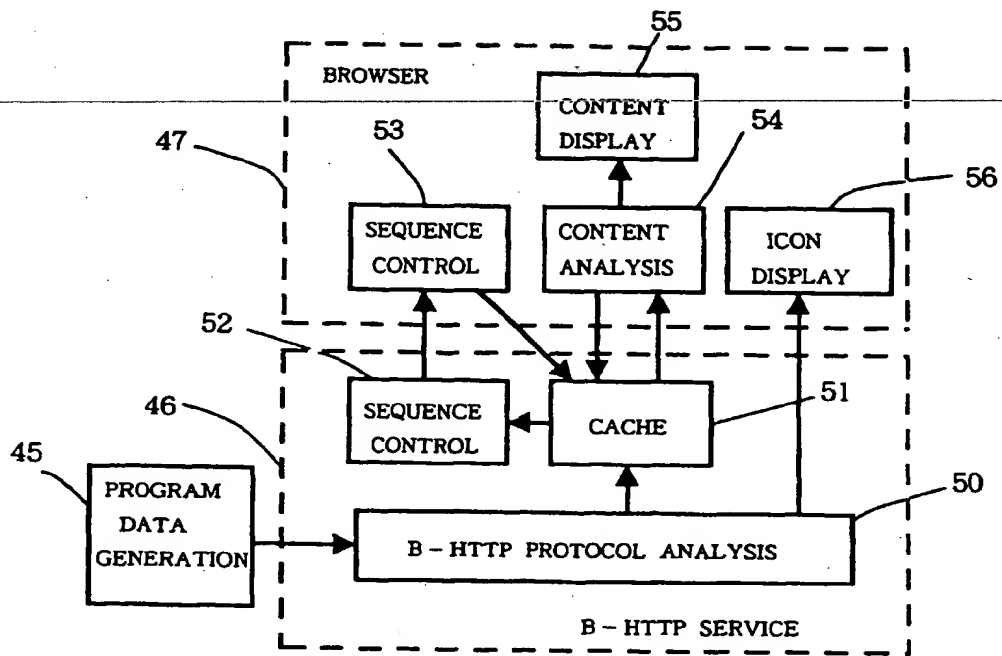 55
BROWSER
CONTENT
DISPLAY
54
53
47
56
SEQUENCE
CONTROL
CONTENT
ANALYSIS
ICON
DISPLAY
52
46
51
SEQUENCE
CONTROL
CACHE
45
PROGRAM
DATA
GENERATION
50
B-HTTP PROTOCOL ANALYSIS
B-HTTP SERVICE